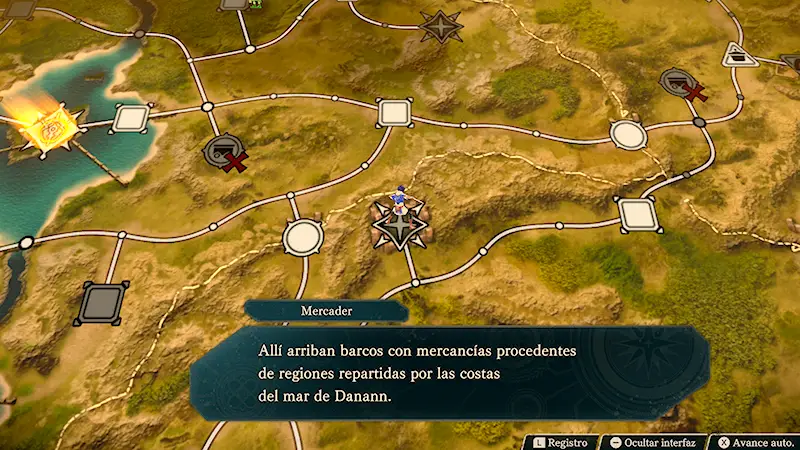 Mercader
Allí arriban barcos con mercancías procedentes
de regiones repartidas por las costas
del mar de Danann.
L Registro
Ocultar interfaz
X Avance auto.